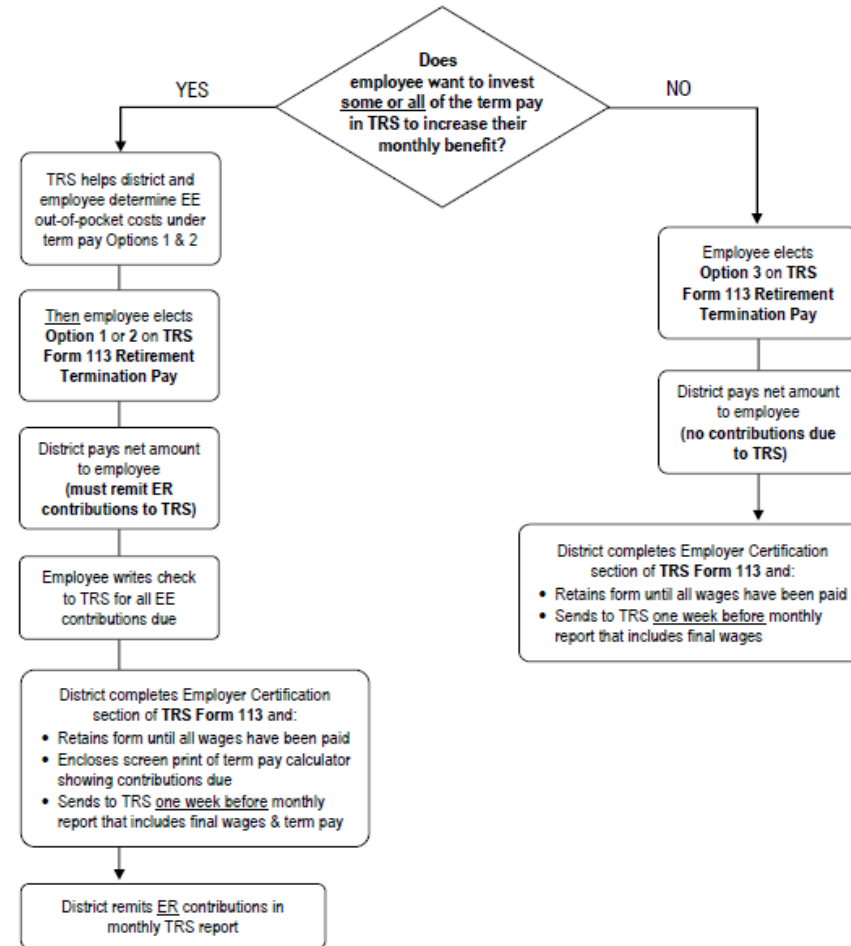 Does
employee want to invest
some or all of the term pay
in TRS to increase their
monthly benefit?
YES
NO
TRS helps district and
employee determine EE
out-of-pocket costs under
term pay Options 1 & 2
Then employee elects
Option 1 or 2 on TRS
Form 113 Retirement
Termination Pay
District pays net amount
to employee
(must remit ER
contributions to TRS)
Employee writes check
to TRS for all EE
contributions due
District completes Employer Certification
section of TRS Form 113 and:
• Retains form until all wages have been paid
• Encloses screen print of term pay calculator
showing contributions due
• Sends to TRS one week before monthly
report that includes final wages & term pay
District remits ER contributions in
monthly TRS report
Employee elects
Option 3 on TRS
Form 113 Retirement
Termination Pay
District pays net amount
to employee
(no contributions due
to TRS)
District completes Employer Certification
section of TRS Form 113 and:
• Retains form until all wages have been paid
• Sends to TRS one week before monthly
report that includes final wages